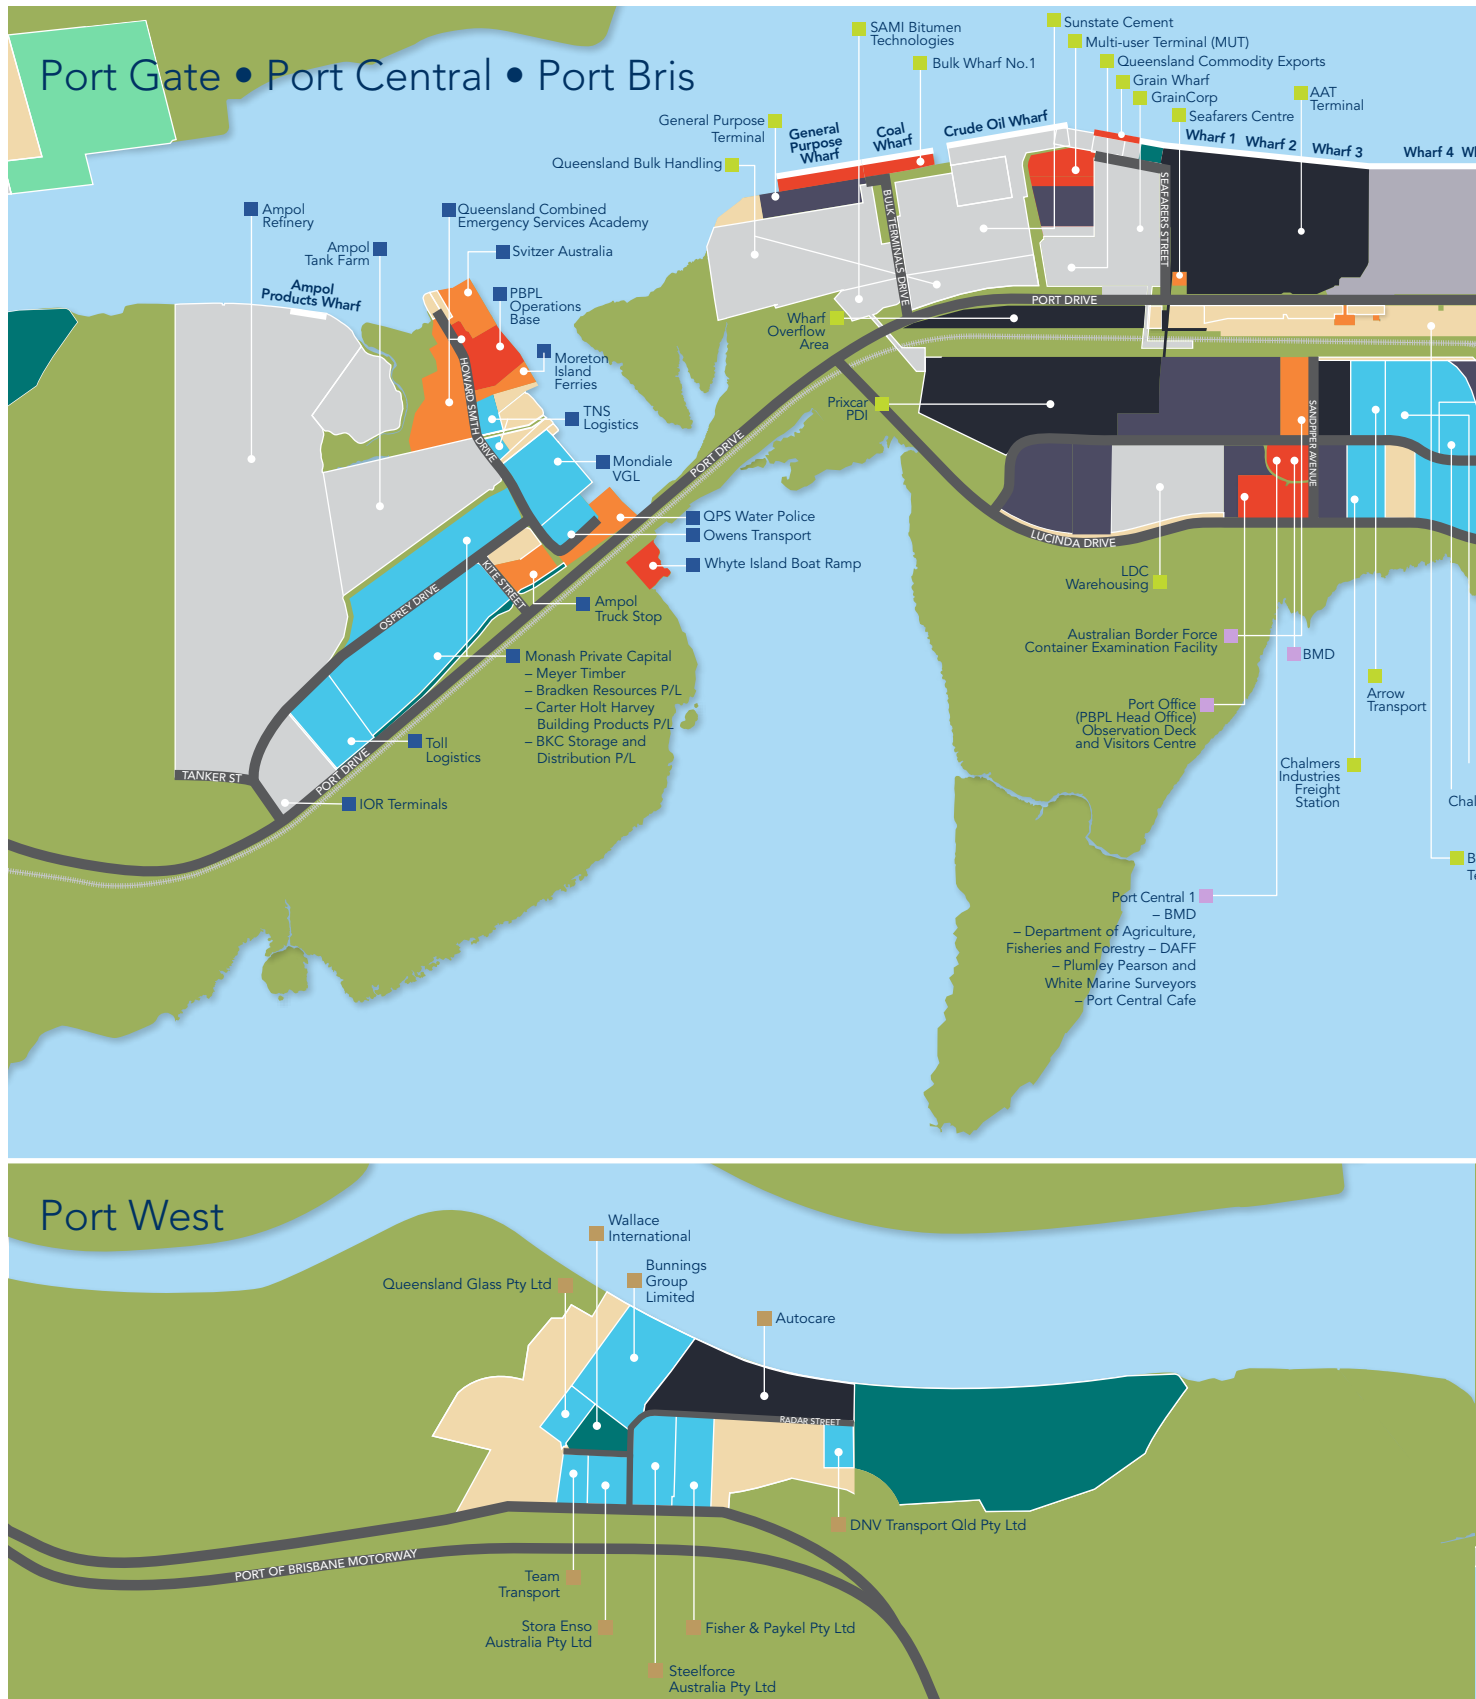 Port Gate • Port Central • Port Bris
SAMI Bitumen
Technologies
Bulk Wharf No.1
Sunstate Cement
Multi-user Terminal (MUT)
Queensland Commodity Exports
Grain Wharf
GrainCorp
Seafarers Centre
AAT
Terminal
General Purpose
Terminal
Queensland Bulk Handling
General
Purpose
Wharf
Coal
Wharf
Crude Oil Wharf
Wharf 1
Wharf 2
Wharf 3
Wharf 4
BULK TERMINALS DRIVE
SEAFARERS STREET
PORT DRIVE
Ampol
Refinery
Ampol
Tank Farm
Ampol
Products Wharf
Queensland Combined
Emergency Services Academy
Svitzer Australia
PBPL
Operations
Base
Moreton
Island
Ferries
TNS
Logistics
Mondiale
VGL
HOWARD SMITH DRIVE
Wharf
Overflow
Area
Prixcar
PDI
PORT DRIVE
SANDPIPER AVENUE
LUCINDA DRIVE
QPS Water Police
Owens Transport
Whyte Island Boat Ramp
KITE STREET
OSPREY DRIVE
Ampol
Truck Stop
Monash Private Capital
– Meyer Timber
– Bradken Resources P/L
– Carter Holt Harvey
Building Products P/L
– BKC Storage and
Distribution P/L
Toll
Logistics
PORT DRIVE
TANKER ST
IOR Terminals
LDC
Warehousing
Australian Border Force
Container Examination Facility
BMD
Port Office
(PBPL Head Office)
Observation Deck
and Visitors Centre
Arrow
Transport
Chalmers
Industries
Freight
Station
Port Central 1
– BMD
– Department of Agriculture,
Fisheries and Forestry – DAFF
– Plumley Pearson and
White Marine Surveyors
– Port Central Cafe
Port West
Wallace
International
Bunnings
Group
Limited
Queensland Glass Pty Ltd
Autocare
RADAR STREET
DNV Transport Qld Pty Ltd
PORT OF BRISBANE MOTORWAY
Team
Transport
Stora Enso
Australia Pty Ltd
Fisher & Paykel Pty Ltd
Steelforce
Australia Pty Ltd